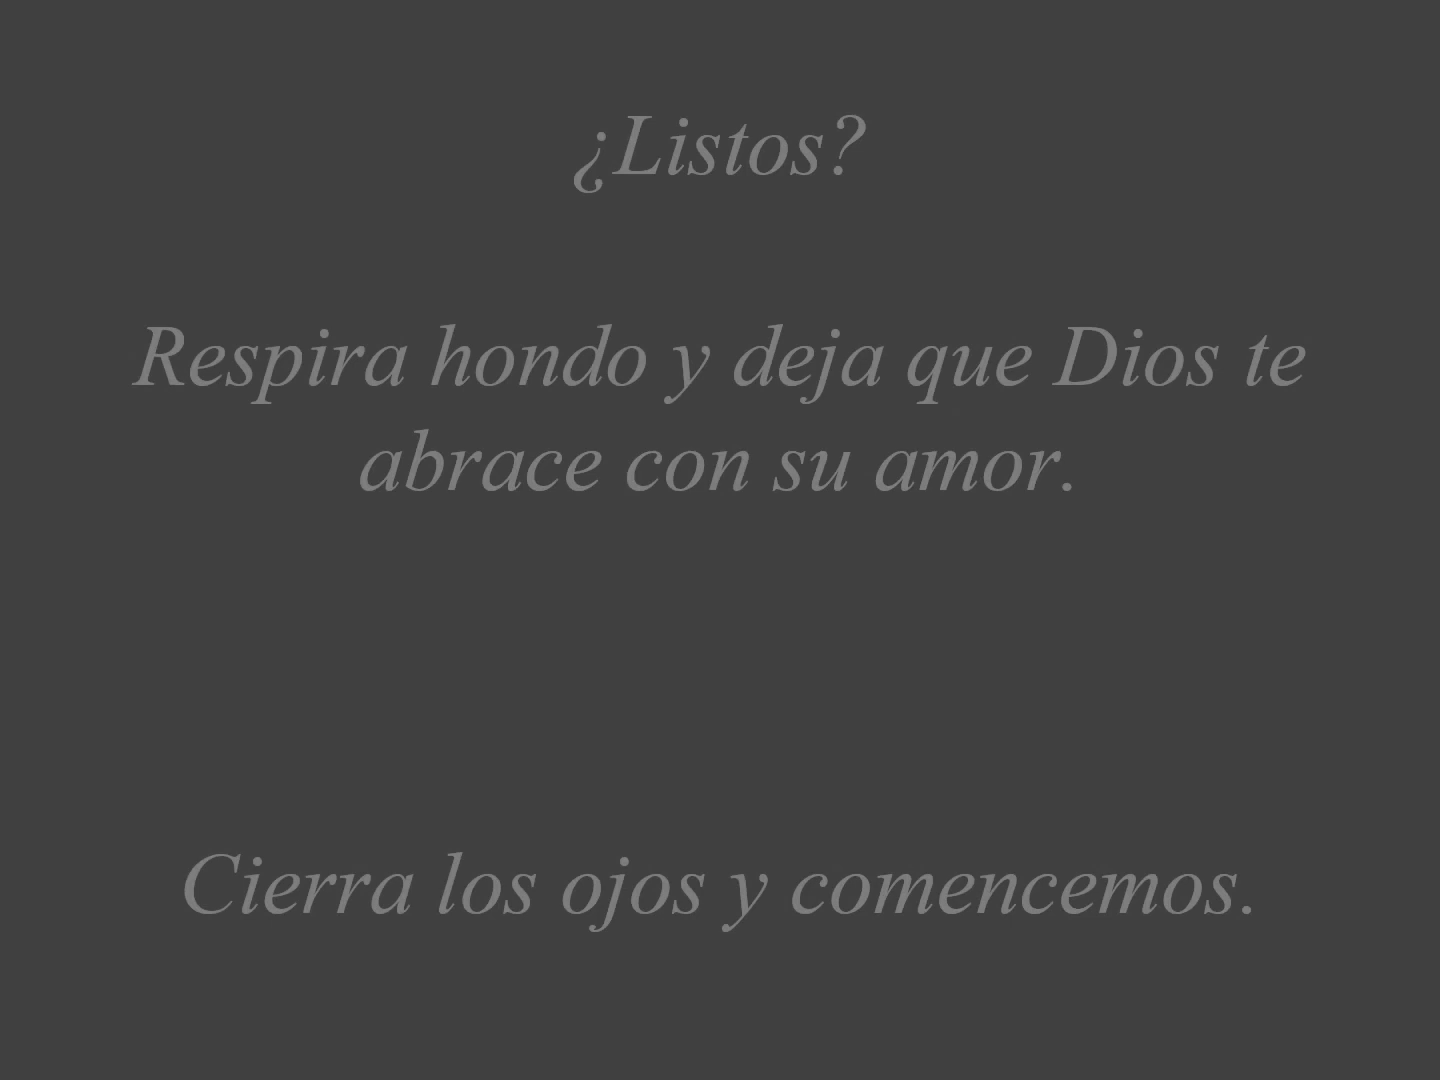 ¿Listos?
Respira hondo y deja que Dios te
abrace con su amor.
Cierra los ojos y comencemos.